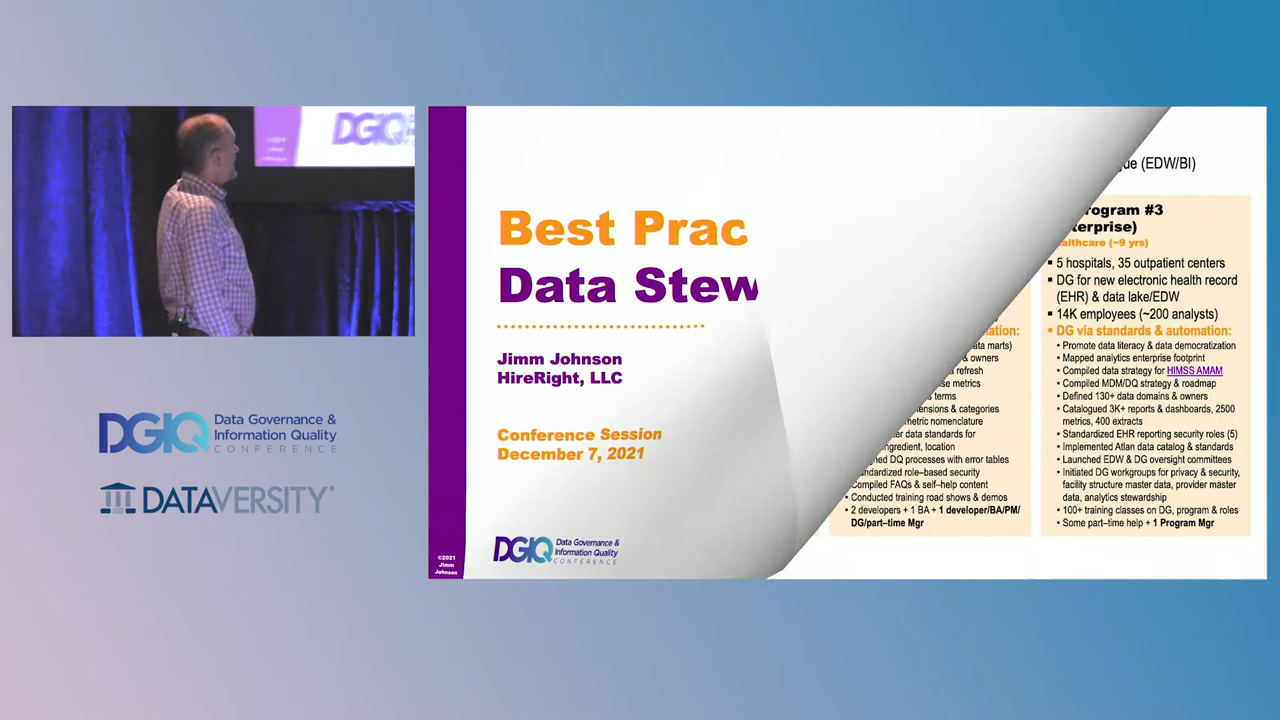 DGIQ
Best Prac
Data Stew
Jimm Johnson
HireRight, LLC
Conference Session
December 7, 2021
DGIQ Data Governance &
Information Quality
CONFERENCE
©2021
Jimm
Johnson
DGIQ Data Governance &
Information Quality
CONFERENCE
DATAVERSITY
gue (EDW/BI)
refresh
se metrics
terms
ensions & categories
metric nomenclature
er data standards for
ngredient, location
ned DQ processes with error tables
ndardized role-based security
Compiled FAQs & self-help content
• Conducted training road shows & demos
• 2 developers + 1 BA + 1 developer/BA/PM/
DG/part-time Mgr
rogram #3
terprise)
althcare (~9 yrs)
▪ 5 hospitals, 35 outpatient centers
▪ DG for new electronic health record
(EHR) & data lake/EDW
▪ 14K employees (~200 analysts)
▪ DG via standards & automation:
• Promote data literacy & data democratization
• Mapped analytics enterprise footprint
• Compiled data strategy for HIMSS AMAM
• Compiled MDM/DQ strategy & roadmap
• Defined 130+ data domains & owners
• Catalogued 3K+ reports & dashboards, 2500
metrics, 400 extracts
• Standardized EHR reporting security roles (5)
• Implemented Atlan data catalog & standards
• Launched EDW & DG oversight committees
• Initiated DG workgroups for privacy & security,
facility structure master data, provider master
data, analytics stewardship
• 100+ training classes on DG, program & roles
• Some part-time help + 1 Program Mgr